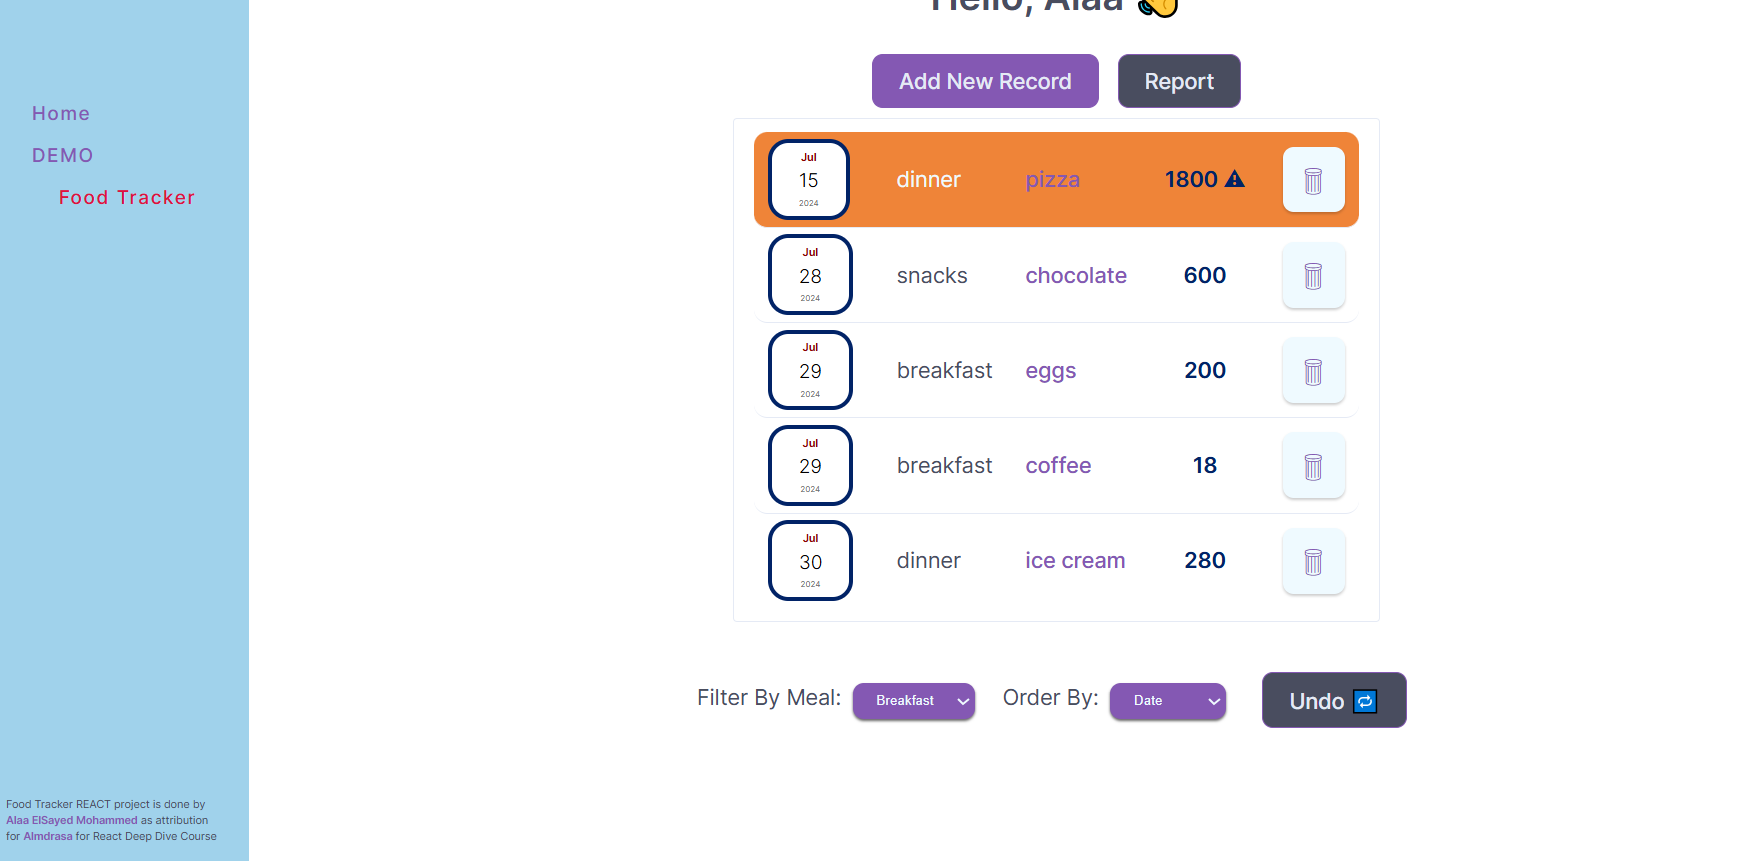 Hello, Alaa
Home
DEMO
Food Tracker
Add New Record
Report
Jul
15
2024
dinner
pizza
1800
Jul
28
2024
snacks
chocolate
600
Jul
29
2024
breakfast
eggs
200
Jul
29
2024
breakfast
coffee
18
Jul
30
2024
dinner
ice cream
280
Filter By Meal:
Breakfast
Order By:
Date
Undo
Food Tracker REACT project is done by
Alaa ElSayed Mohammed as attribution
for Almdrasa for React Deep Dive Course